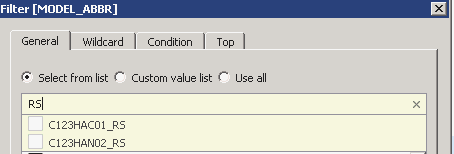 Filter [MODEL_ABBR]
General Wildcard Condition Top
Select from list Custom value list Use all
RS
C123HAC01_RS
C123HAN02_RS